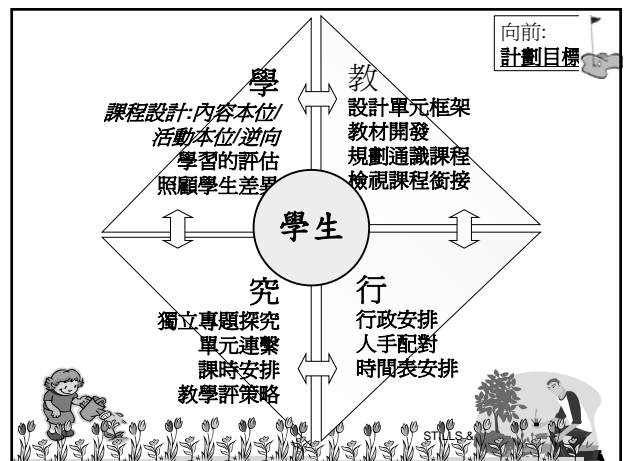 向前:
計劃目標
學
課程設計:內容本位/
活動本位/逆向
學習的評估
照顧學生差異
教
設計單元框架
教材開發
規劃通識課程
檢視課程銜接
學生
究
獨立專題探究
單元連繫
課時安排
教學評策略
行
行政安排
人手配對
時間表安排
STILLS &